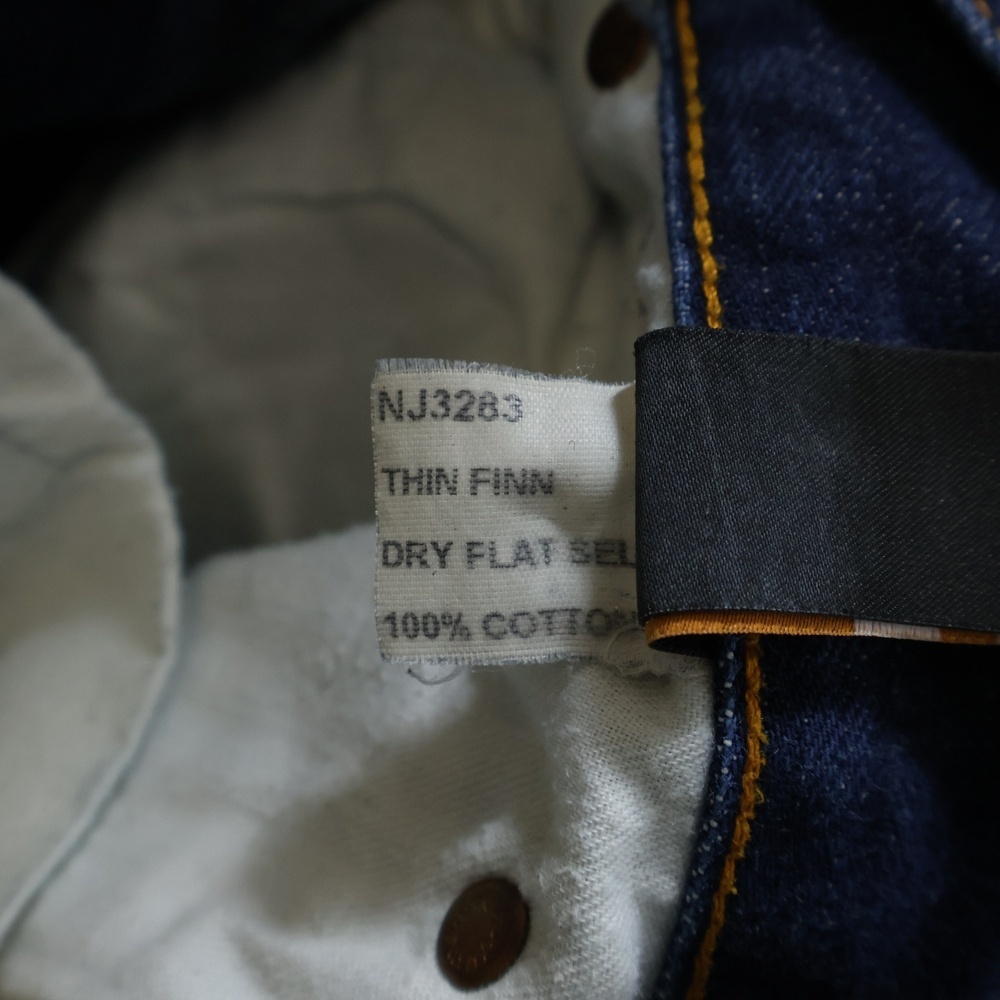 NJ3283
THIN FINN
DRY FLAT SEL
100% COTTON